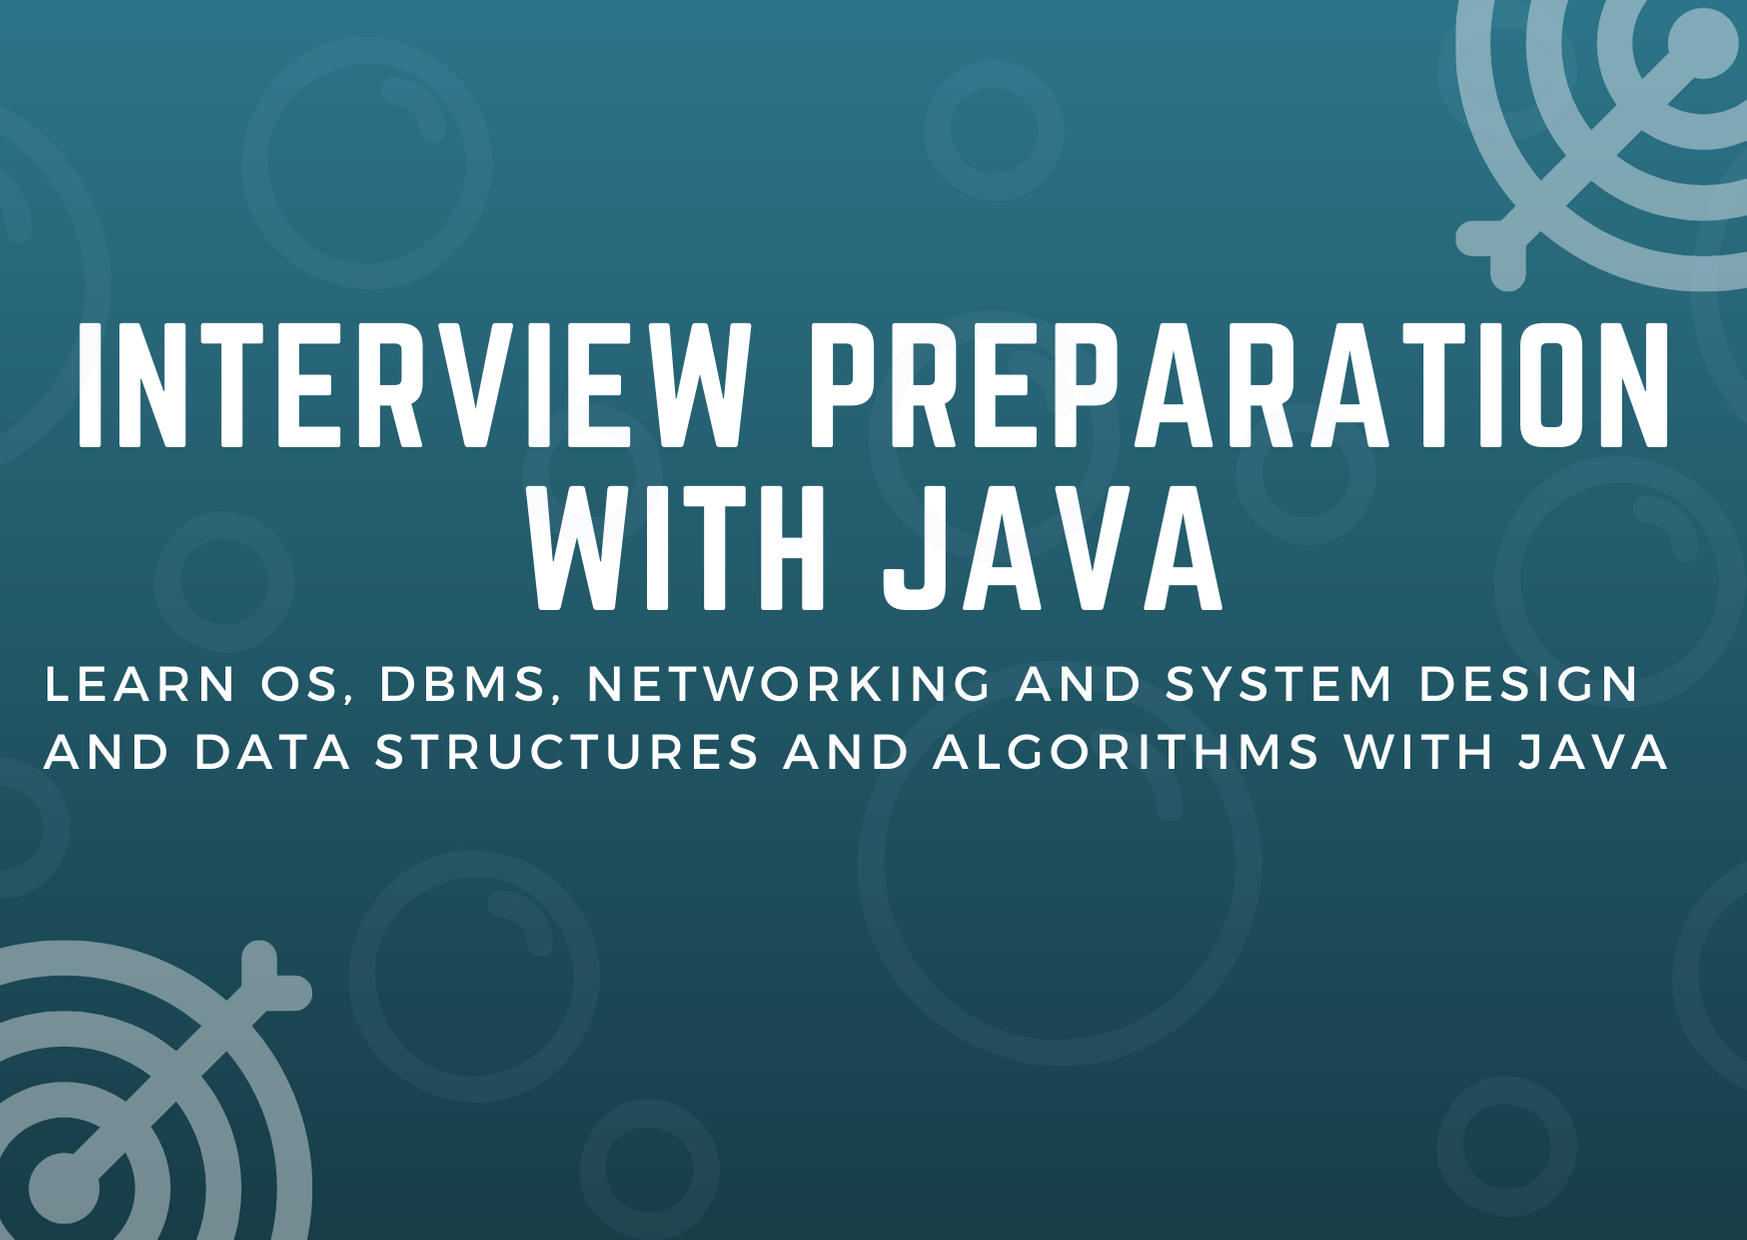 INTERVIEW PREPARATION
WITH JAVA
LEARN OS, DBMS, NETWORKING AND SYSTEM DESIGN
AND DATA STRUCTURES AND ALGORITHMS WITH JAVA